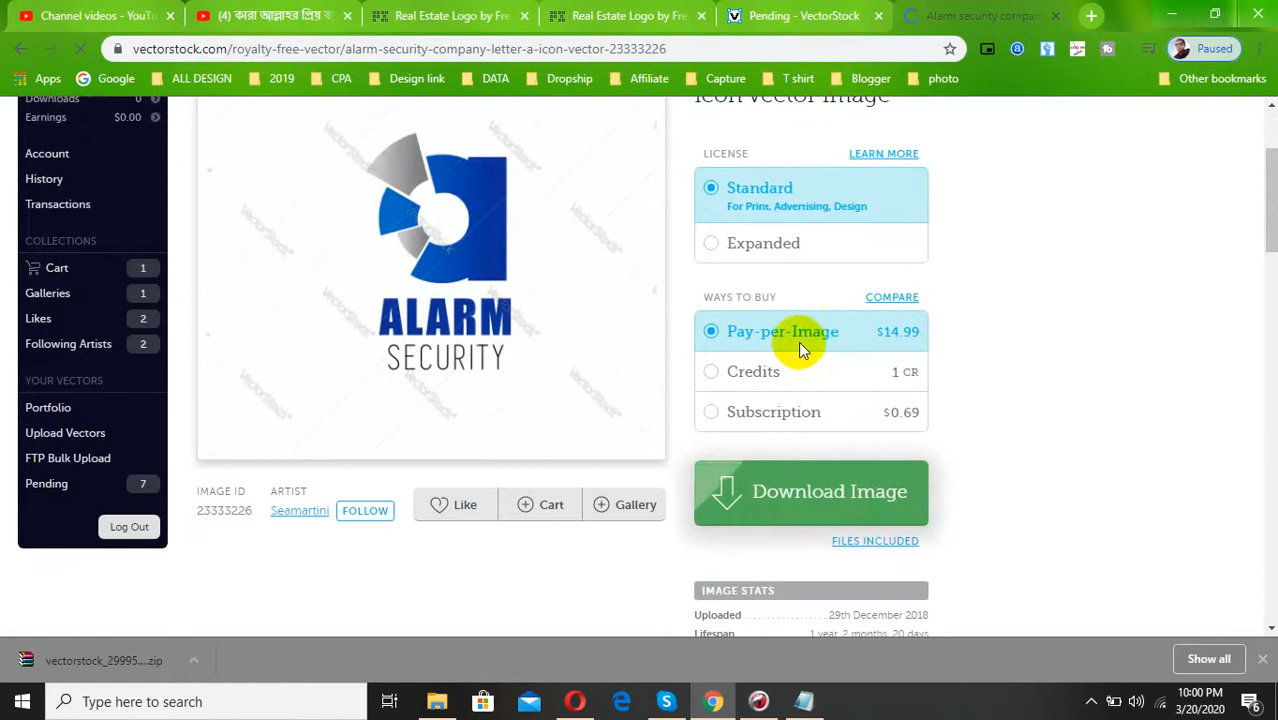 Channel videos - YouTu
(4) কারা আল্লাহর প্রিয় বা
Real Estate Logo by Fre
Real Estate Logo by Fre
Pending - VectorStock
Alarm security compan
vectorstock.com/royalty-free-vector/alarm-security-company-letter-a-icon-vector-23333226
Paused
Apps
Google
ALL DESIGN
2019
CPA
Design link
DATA
Dropship
Affiliate
Capture
T shirt
Blogger
photo
Other bookmarks
Downloads 0
Earnings $0.00
Account
History
Transactions
COLLECTIONS
Cart 1
Galleries 1
Likes 2
Following Artists 2
YOUR VECTORS
Portfolio
Upload Vectors
FTP Bulk Upload
Pending 7
Log Out
VectorStock
ALARM
SECURITY
IMAGE ID
23333226
ARTIST
Seamartini
FOLLOW
Like
Cart
Gallery
Icon Vector Image
LICENSE
LEARN MORE
Standard
For Print, Advertising, Design
Expanded
WAYS TO BUY
COMPARE
Pay-per-Image $14.99
Credits 1 CR
Subscription $0.69
Download Image
FILES INCLUDED
IMAGE STATS
Uploaded 29th December 2018
Lifespan 1 year, 2 months, 20 days
vectorstock_29995....zip
Show all
Type here to search
10:00 PM
3/20/2020
6